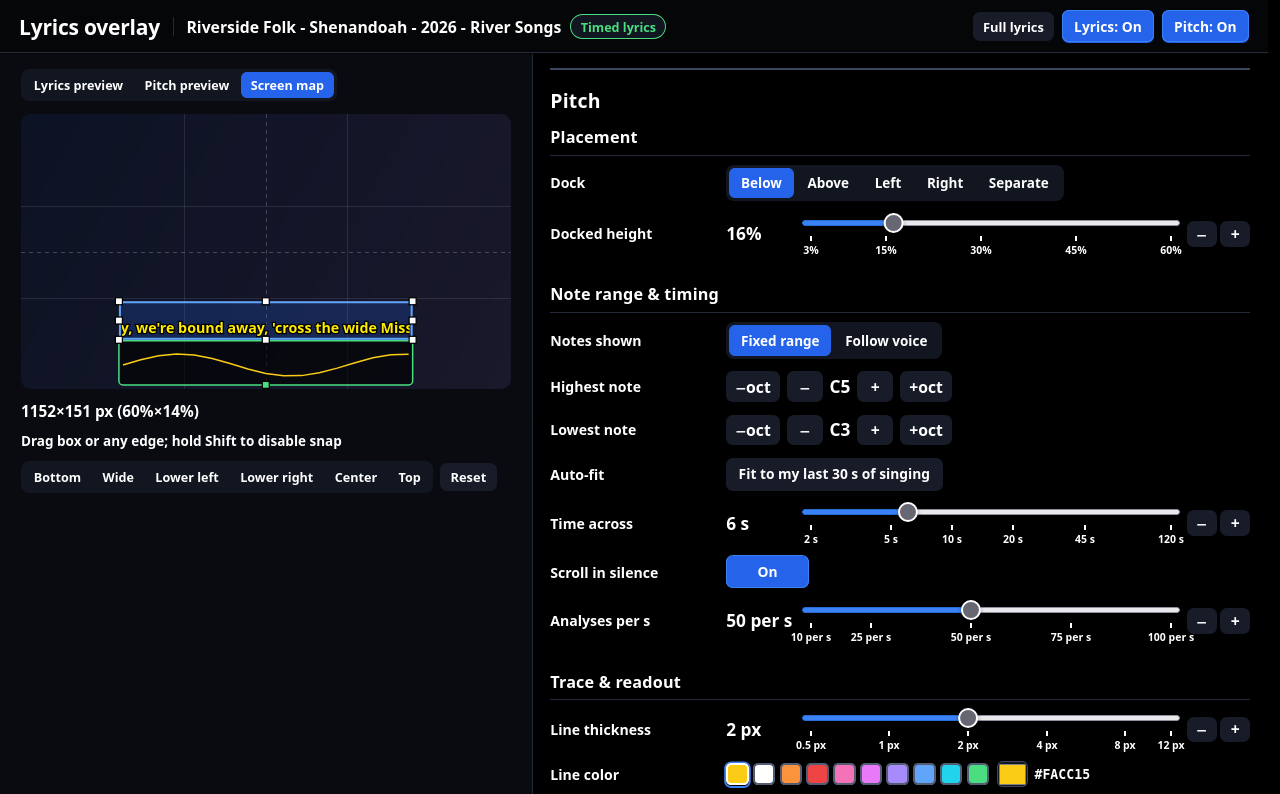 Lyrics overlay
Riverside Folk - Shenandoah - 2026 - River Songs
Timed lyrics
Full lyrics
Lyrics: On
Pitch: On
Lyrics preview
Pitch preview
Screen map
y, we're bound away, 'cross the wide Miss
1152×151 px (60%×14%)
Drag box or any edge; hold Shift to disable snap
Bottom
Wide
Lower left
Lower right
Center
Top
Reset
Pitch
Placement
Dock
Below
Above
Left
Right
Separate
Docked height
16%
3%
15%
30%
45%
60%
–
+
Note range & timing
Notes shown
Fixed range
Follow voice
Highest note
–oct
–
C5
+
+oct
Lowest note
–oct
–
C3
+
+oct
Auto-fit
Fit to my last 30 s of singing
Time across
6 s
2 s
5 s
10 s
20 s
45 s
120 s
–
+
Scroll in silence
On
Analyses per s
50 per s
10 per s
25 per s
50 per s
75 per s
100 per s
–
+
Trace & readout
Line thickness
2 px
0.5 px
1 px
2 px
4 px
8 px
12 px
–
+
Line color
#FACC15